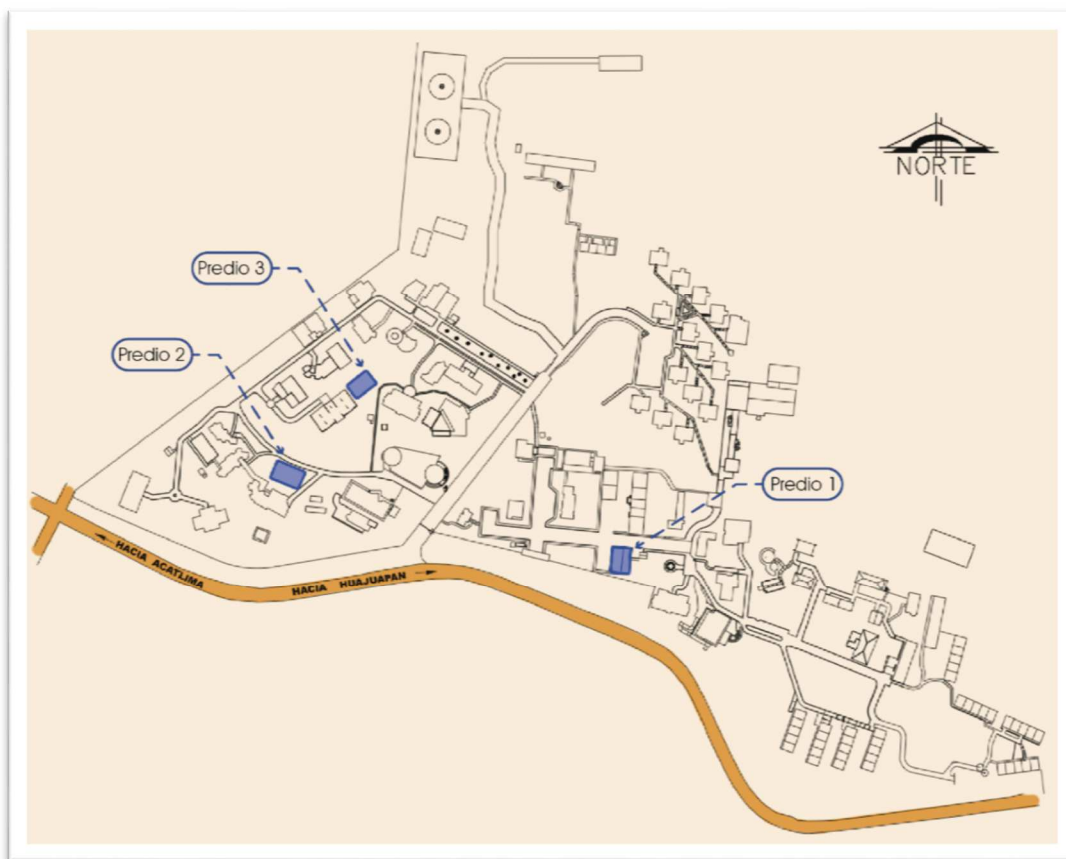 NORTE
Predio 3
Predio 2
Predio 1
HACIA ACATLIMA
HACIA HUAJUAPAN